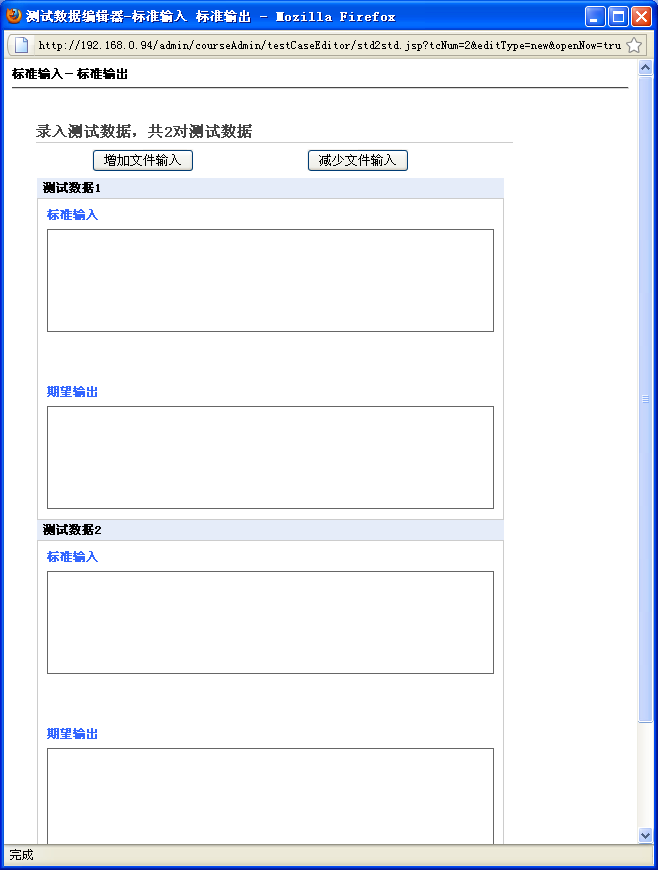 测试数据编辑器-标准输入 标准输出 - Mozilla Firefox
http://192.168.0.94/admin/courseAdmin/testCaseEditor/std2std.jsp?tcNum=2&editType=new&openNow=tru
标准输入-标准输出
录入测试数据，共2对测试数据
增加文件输入 减少文件输入
测试数据1
标准输入
期望输出
测试数据2
标准输入
期望输出
完成